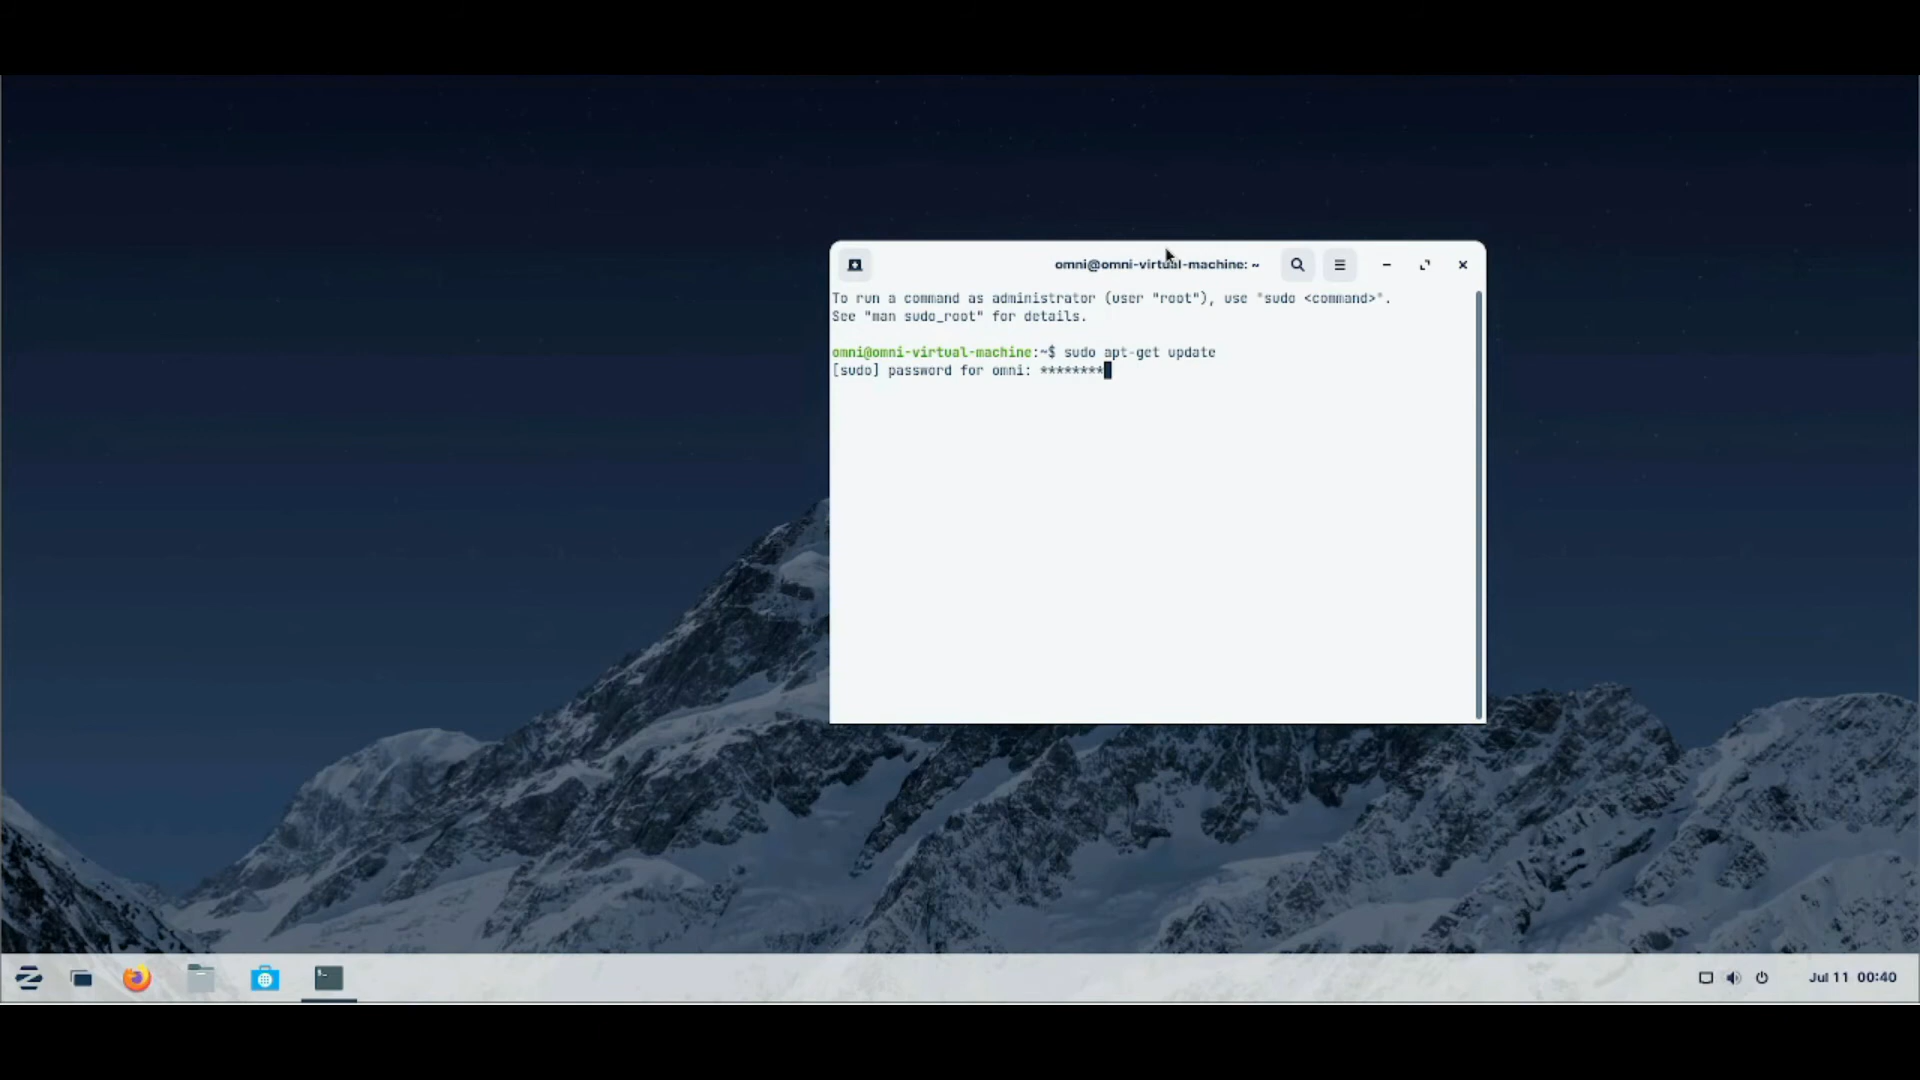 omni@omni-virtual-machine: ~
To run a command as administrator (user "root"), use "sudo <command>".
See "man sudo_root" for details.
omni@omni-virtual-machine:~$ sudo apt-get update
[sudo] password for omni: ********
Jul 11 00:40